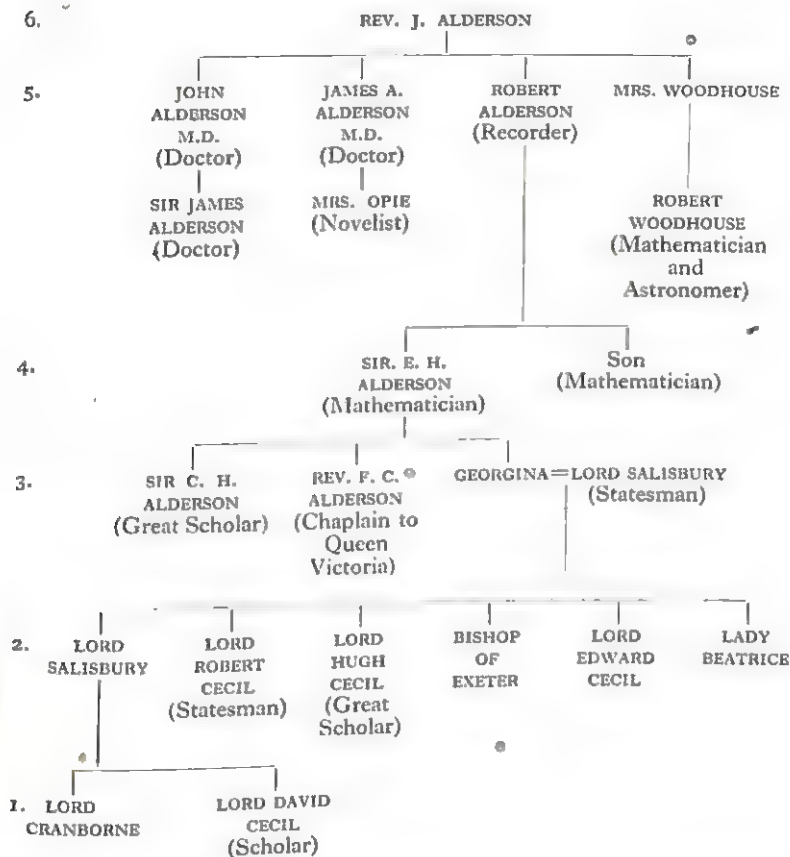 6. REV. J. ALDERSON
5. JOHN ALDERSON M.D. (Doctor)
JAMES A. ALDERSON M.D. (Doctor)
ROBERT ALDERSON (Recorder)
MRS. WOODHOUSE
SIR JAMES ALDERSON (Doctor)
MRS. OPIE (Novelist)
ROBERT WOODHOUSE (Mathematician and Astronomer)
4. SIR. E. H. ALDERSON (Mathematician)
Son (Mathematician)
3. SIR C. H. ALDERSON (Great Scholar)
REV. F. C. ALDERSON (Chaplain to Queen Victoria)
GEORGINA=LORD SALISBURY (Statesman)
2. LORD SALISBURY
LORD ROBERT CECIL (Statesman)
LORD HUGH CECIL (Great Scholar)
BISHOP OF EXETER
LORD EDWARD CECIL
LADY BEATRICE
1. LORD CRANBORNE
LORD DAVID CECIL (Scholar)